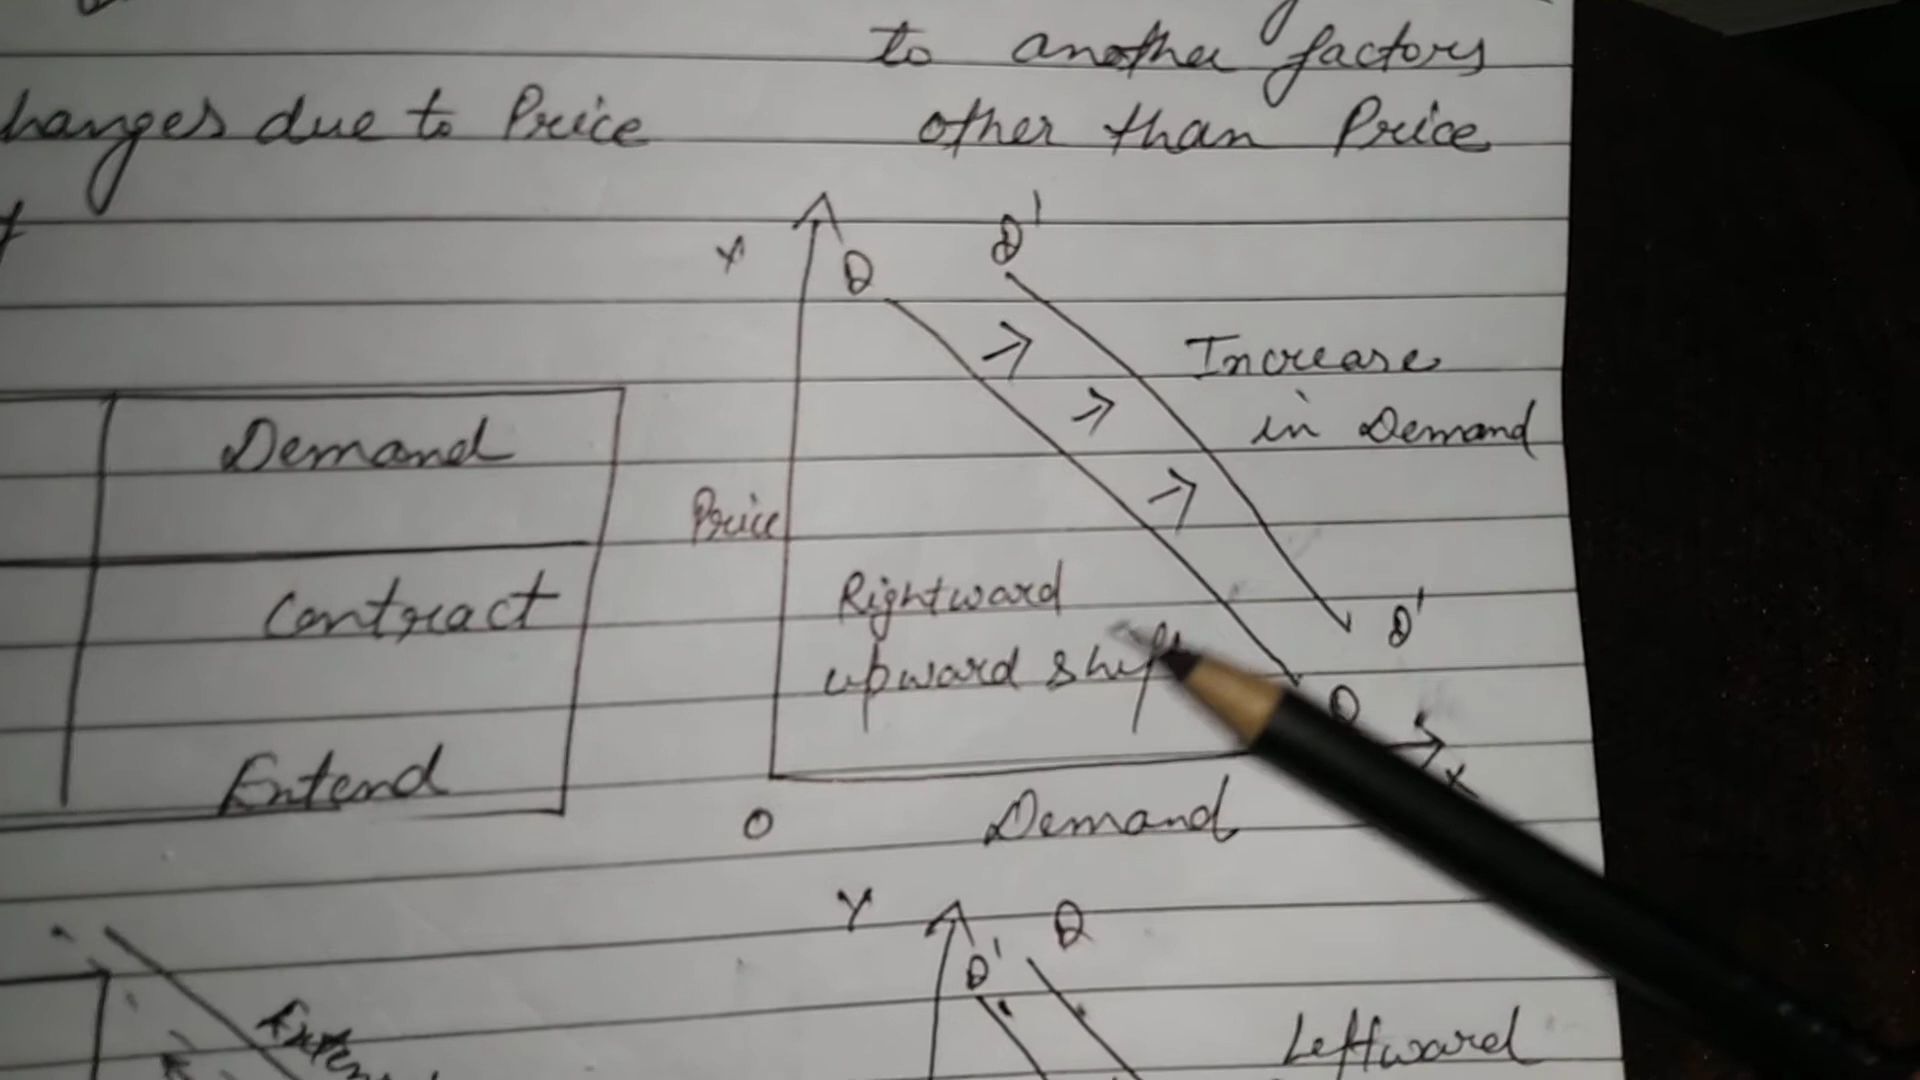 to another factors
hanges due to Price
other than Price
Y
D
D'
Increase
in Demand
Demand
Price
Rightward
Contract
D'
upward shift
D
Extend
X
O
Demand
Y
D
D'
Leftward